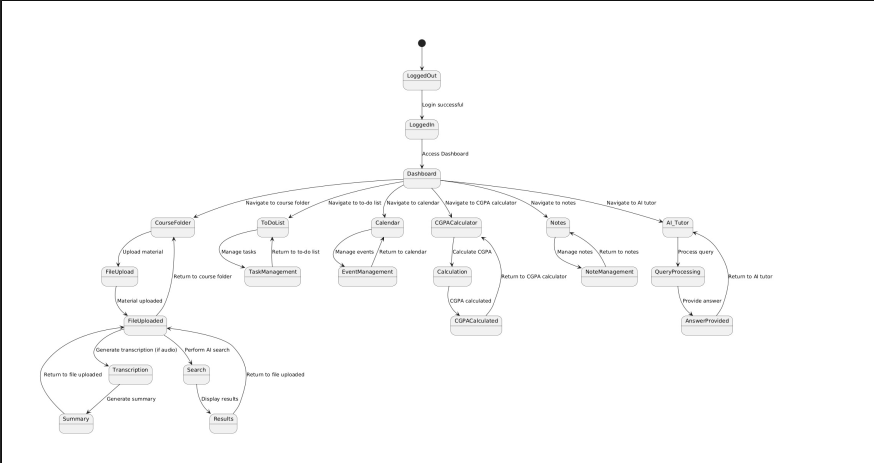 LoggedOut
Login successful
LoggedIn
Access Dashboard
Dashboard
Navigate to course folder
Navigate to to-do list
Navigate to calendar
Navigate to CGPA calculator
Navigate to notes
Navigate to AI tutor
CourseFolder
ToDoList
Calendar
CGPACalculator
Notes
AI_Tutor
Upload material
Manage tasks
Return to to-do list
Manage events
Return to calendar
Calculate CGPA
Manage notes
Return to notes
Process query
FileUpload
Return to course folder
TaskManagement
EventManagement
Calculation
Return to CGPA calculator
NoteManagement
QueryProcessing
Return to AI tutor
Material uploaded
CGPA calculated
Provide answer
FileUploaded
CGPACalculated
AnswerProvided
Generate transcription (if audio)
Perform AI search
Return to file uploaded
Transcription
Search
Return to file uploaded
Generate summary
Display results
Summary
Results